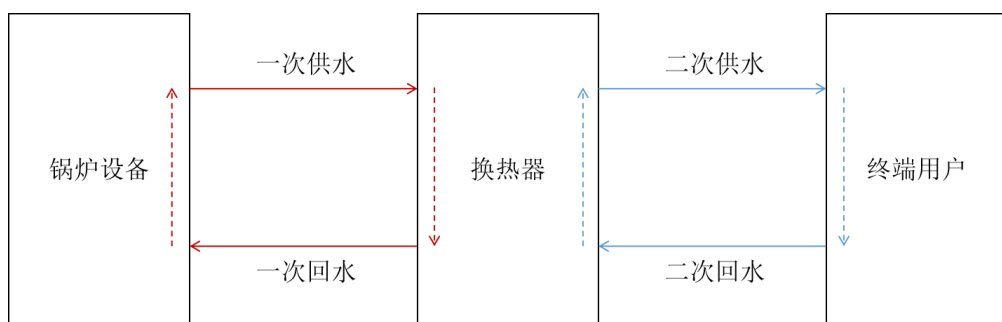 一次供水
二次供水
锅炉设备
换热器
终端用户
一次回水
二次回水